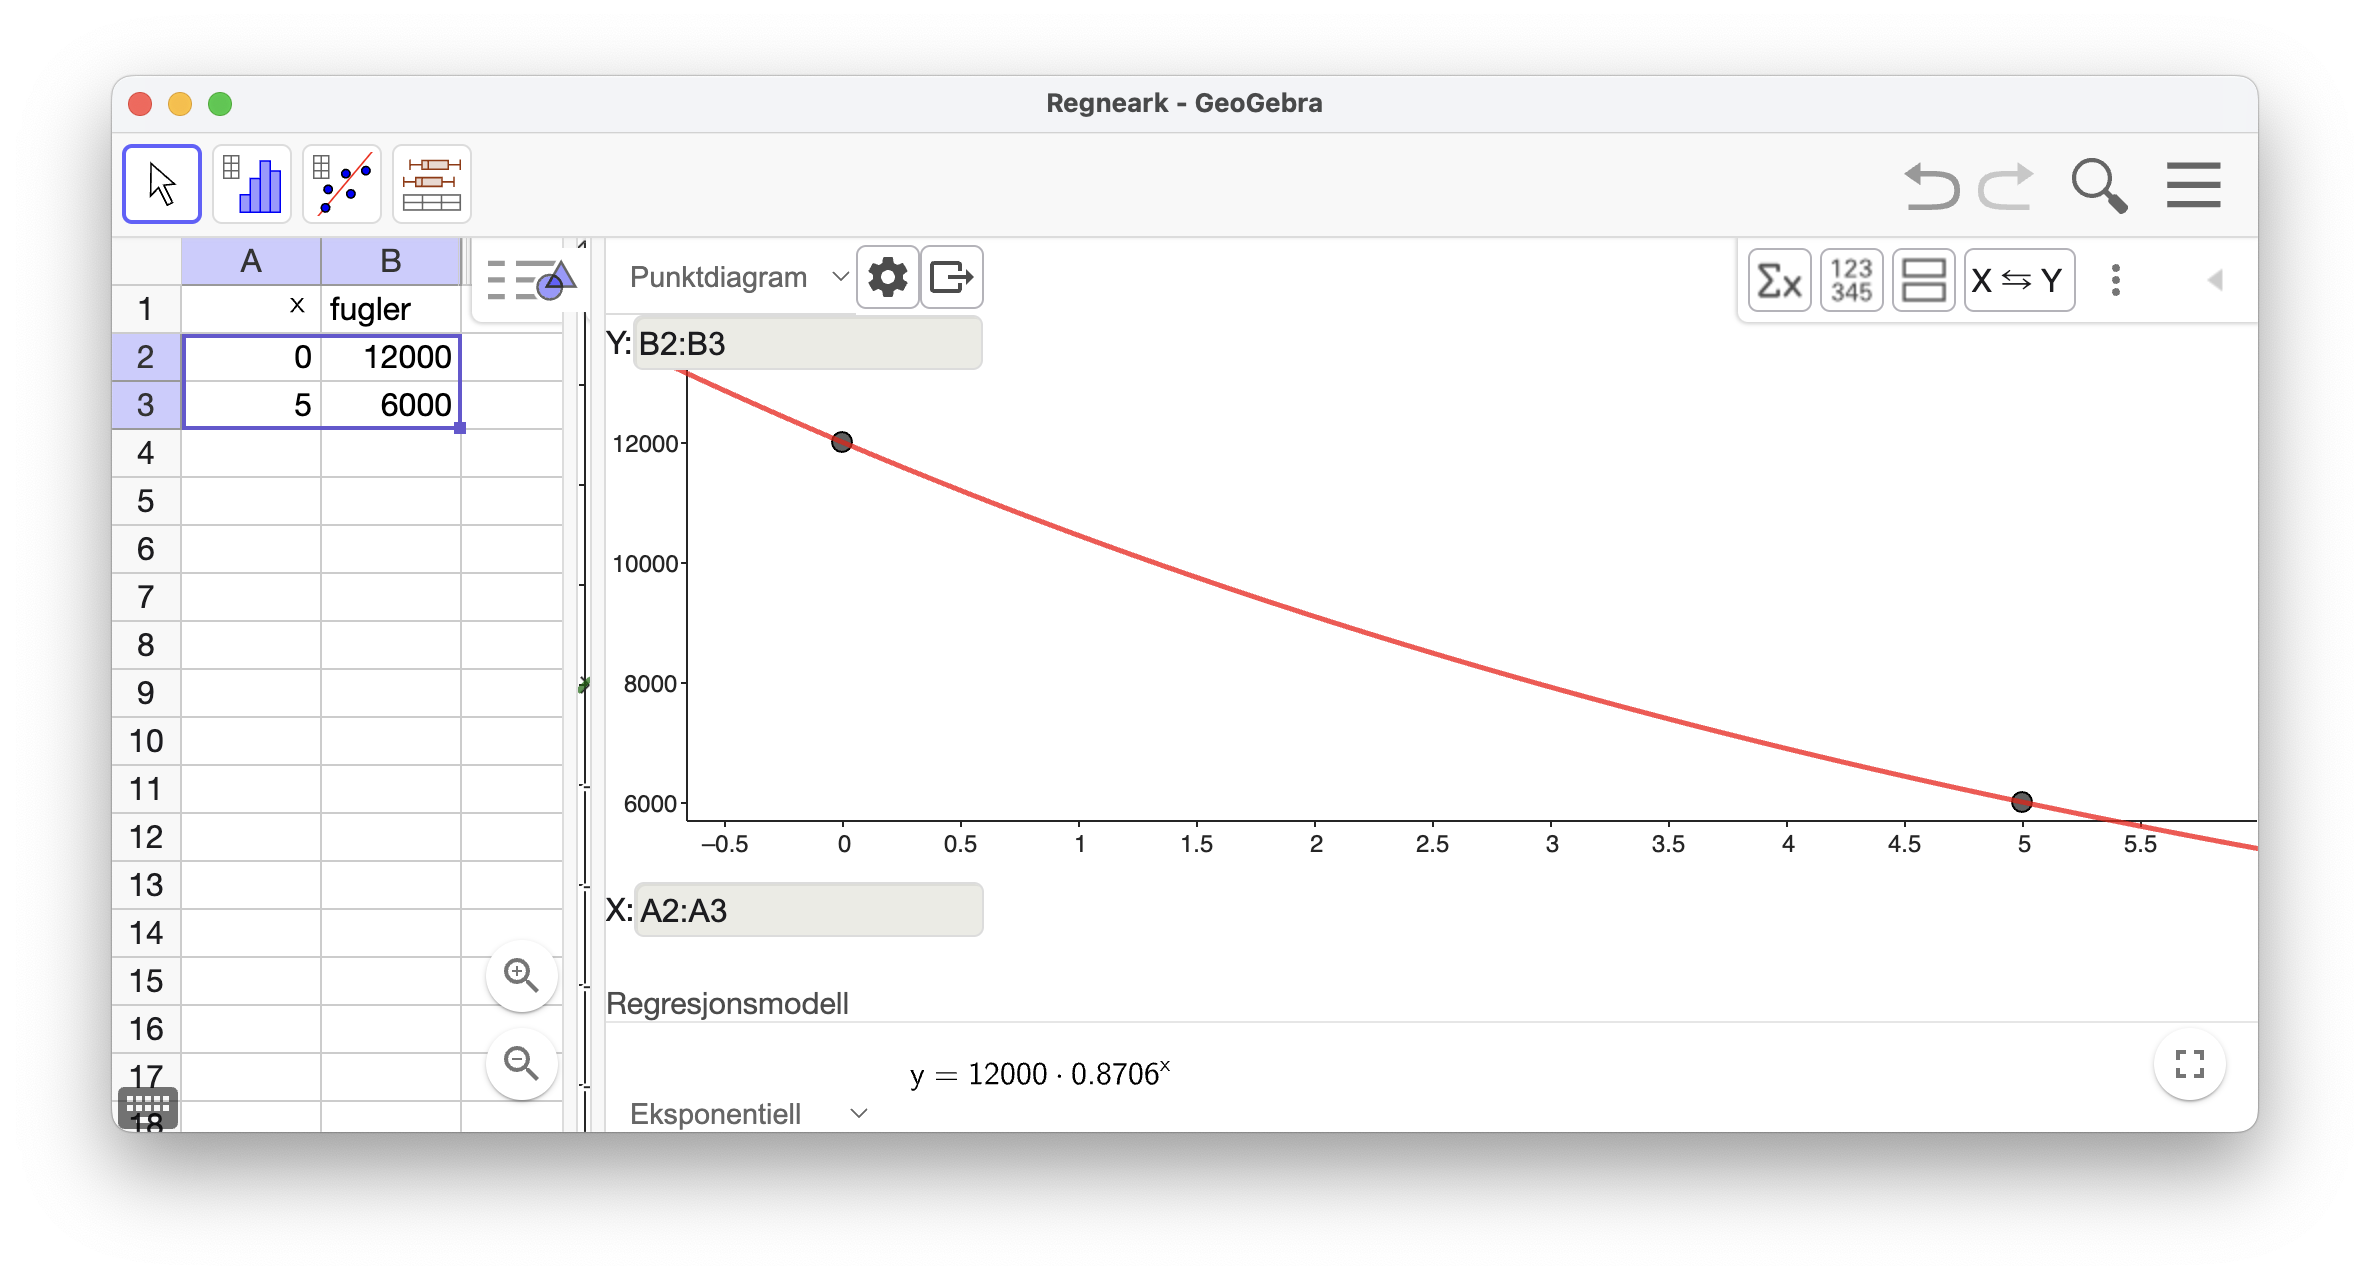 Regneark - GeoGebra
A B
1 x fugler
2 0 12000
3 5 6000
4
5
6
7
8
9
10
11
12
13
14
15
16
17
18
Punktdiagram
Σx
123
345
X ⇆ Y
Y: B2:B3
12000
10000
8000
6000
−0.5 0 0.5 1 1.5 2 2.5 3 3.5 4 4.5 5 5.5
X: A2:A3
Regresjonsmodell
y = 12000 · 0.8706ˣ
Eksponentiell